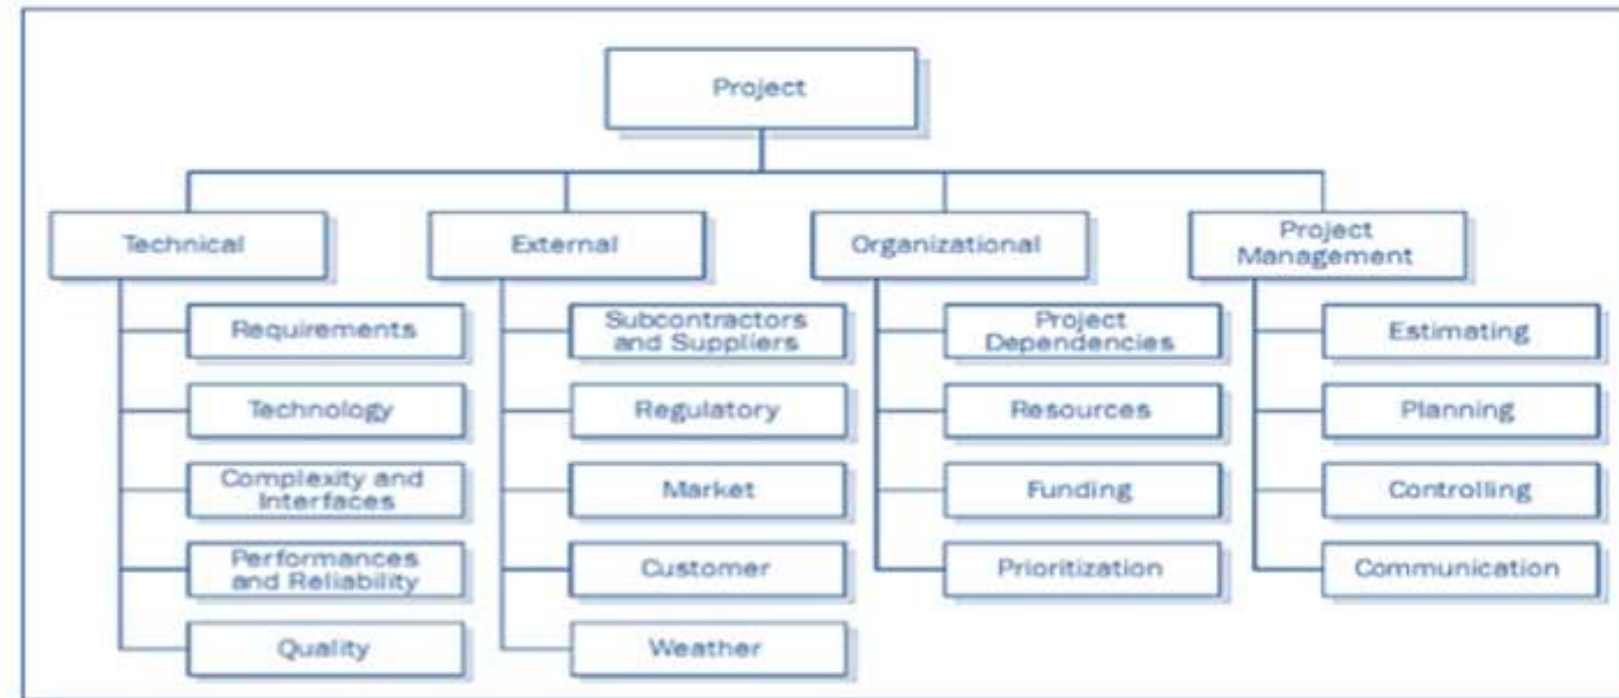 Project
Technical
External
Organizational
Project
Management
Requirements
Technology
Complexity and
Interfaces
Performances
and Reliability
Quality
Subcontractors
and Suppliers
Regulatory
Market
Customer
Weather
Project
Dependencies
Resources
Funding
Prioritization
Estimating
Planning
Controlling
Communication